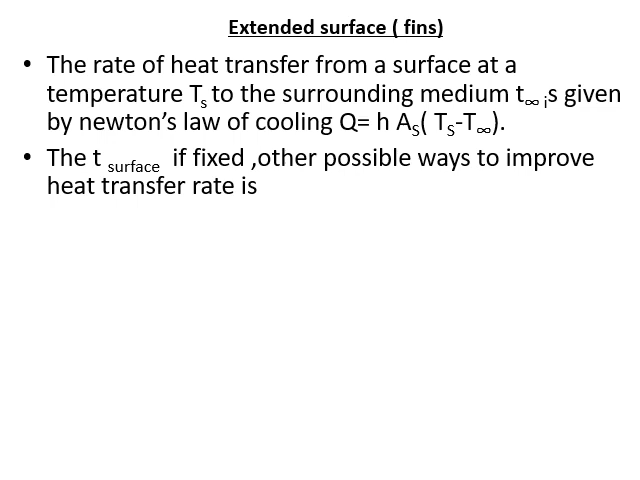 Extended surface ( fins)
• The rate of heat transfer from a surface at a
temperature Ts to the surrounding medium t∞ is given
by newton's law of cooling Q= h AS( TS-T∞).
• The t surface if fixed ,other possible ways to improve
heat transfer rate is